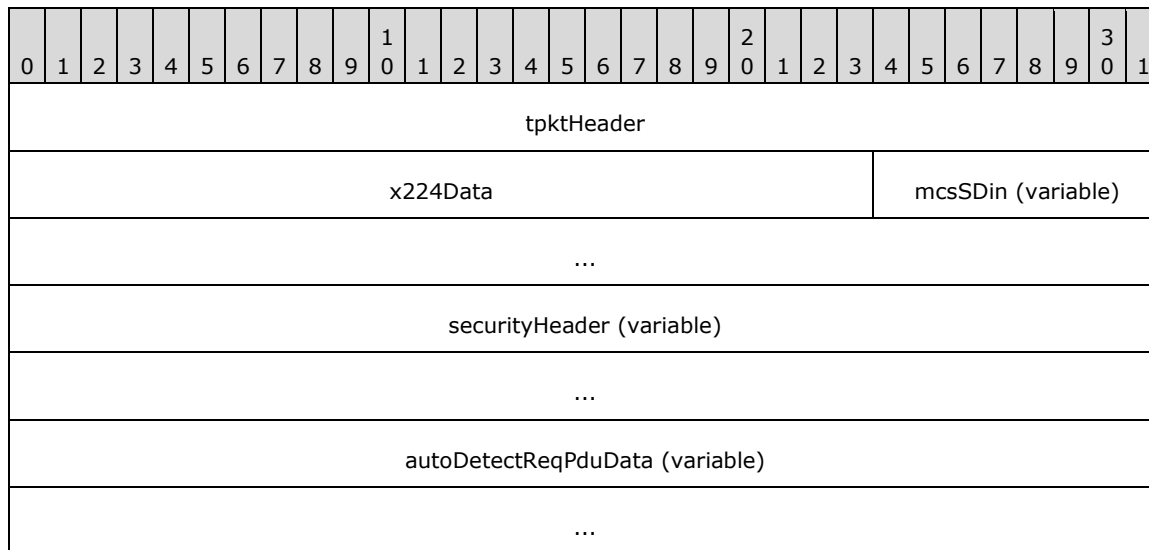 1 2 3
0 1 2 3 4 5 6 7 8 9 0 1 2 3 4 5 6 7 8 9 0 1 2 3 4 5 6 7 8 9 0 1
tpktHeader
x224Data mcsSDin (variable)
...
securityHeader (variable)
...
autoDetectReqPduData (variable)
...